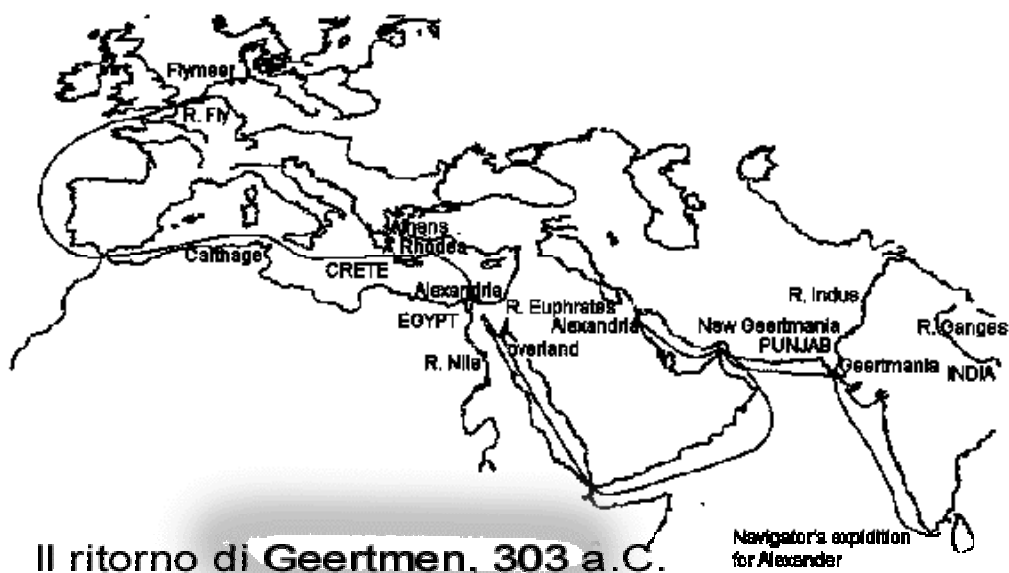 Flymeer
R. Fly
Athens
Rhodes
Carthage
CRETE
Alexandria
EGYPT
R. Nile
R. Euphrates
Alexandria
overland
New Geertmania
PUNJAB
R. Indus
R. Ganges
Geertmania
INDIA
Navigator's expidition
for Alexander
Il ritorno di Geertmen, 303 a.C.